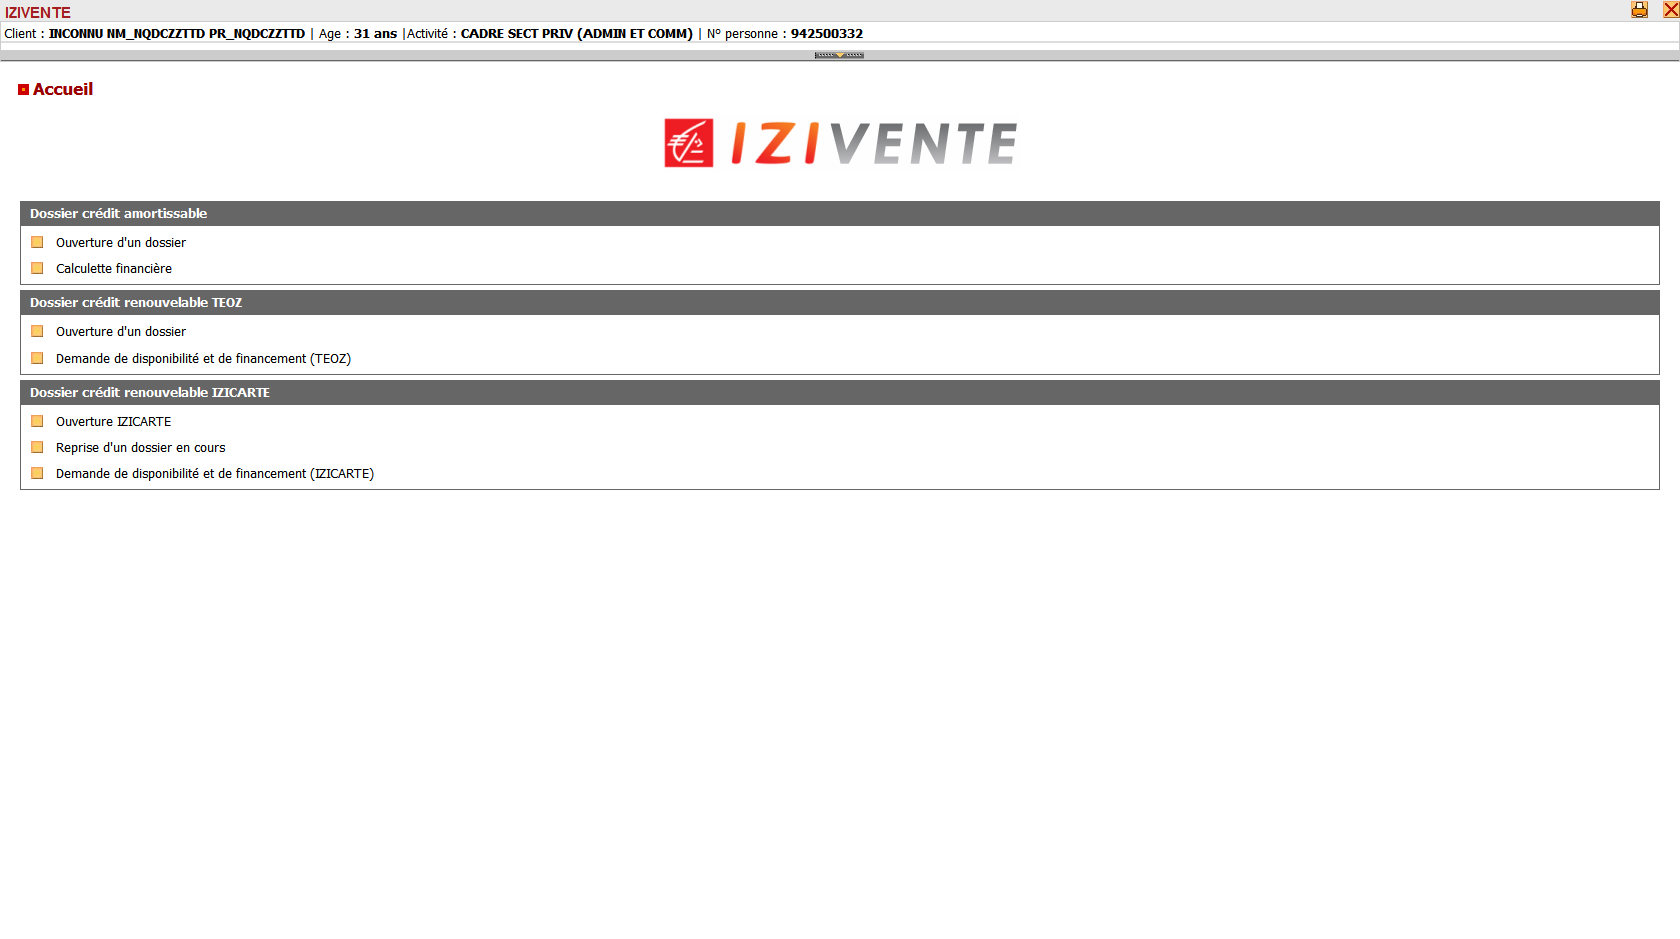 IZIVENTE
Client : INCONNU NM_NQDCZZTTD PR_NQDCZZTTD | Age : 31 ans |Activité : CADRE SECT PRIV (ADMIN ET COMM) | N° personne : 942500332
Accueil
IZIVENTE
Dossier crédit amortissable
Ouverture d'un dossier
Calculette financière
Dossier crédit renouvelable TEOZ
Ouverture d'un dossier
Demande de disponibilité et de financement (TEOZ)
Dossier crédit renouvelable IZICARTE
Ouverture IZICARTE
Reprise d'un dossier en cours
Demande de disponibilité et de financement (IZICARTE)